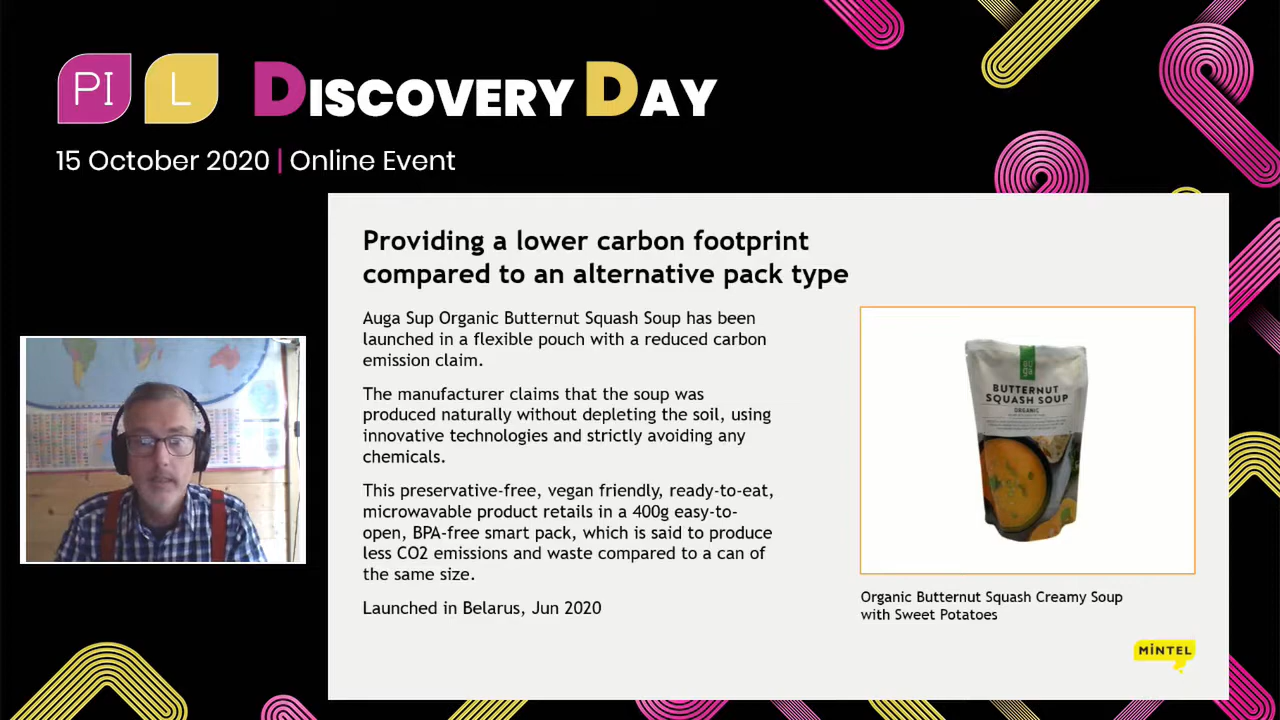 PI L DISCOVERY DAY
15 October 2020 | Online Event
Providing a lower carbon footprint
compared to an alternative pack type
Auga Sup Organic Butternut Squash Soup has been
launched in a flexible pouch with a reduced carbon
emission claim.
The manufacturer claims that the soup was
produced naturally without depleting the soil, using
innovative technologies and strictly avoiding any
chemicals.
This preservative-free, vegan friendly, ready-to-eat,
microwavable product retails in a 400g easy-to-
open, BPA-free smart pack, which is said to produce
less CO2 emissions and waste compared to a can of
the same size.
Launched in Belarus, Jun 2020
BUTTERNUT
SQUASH SOUP
ORGANIC
Organic Butternut Squash Creamy Soup
with Sweet Potatoes
MINTEL